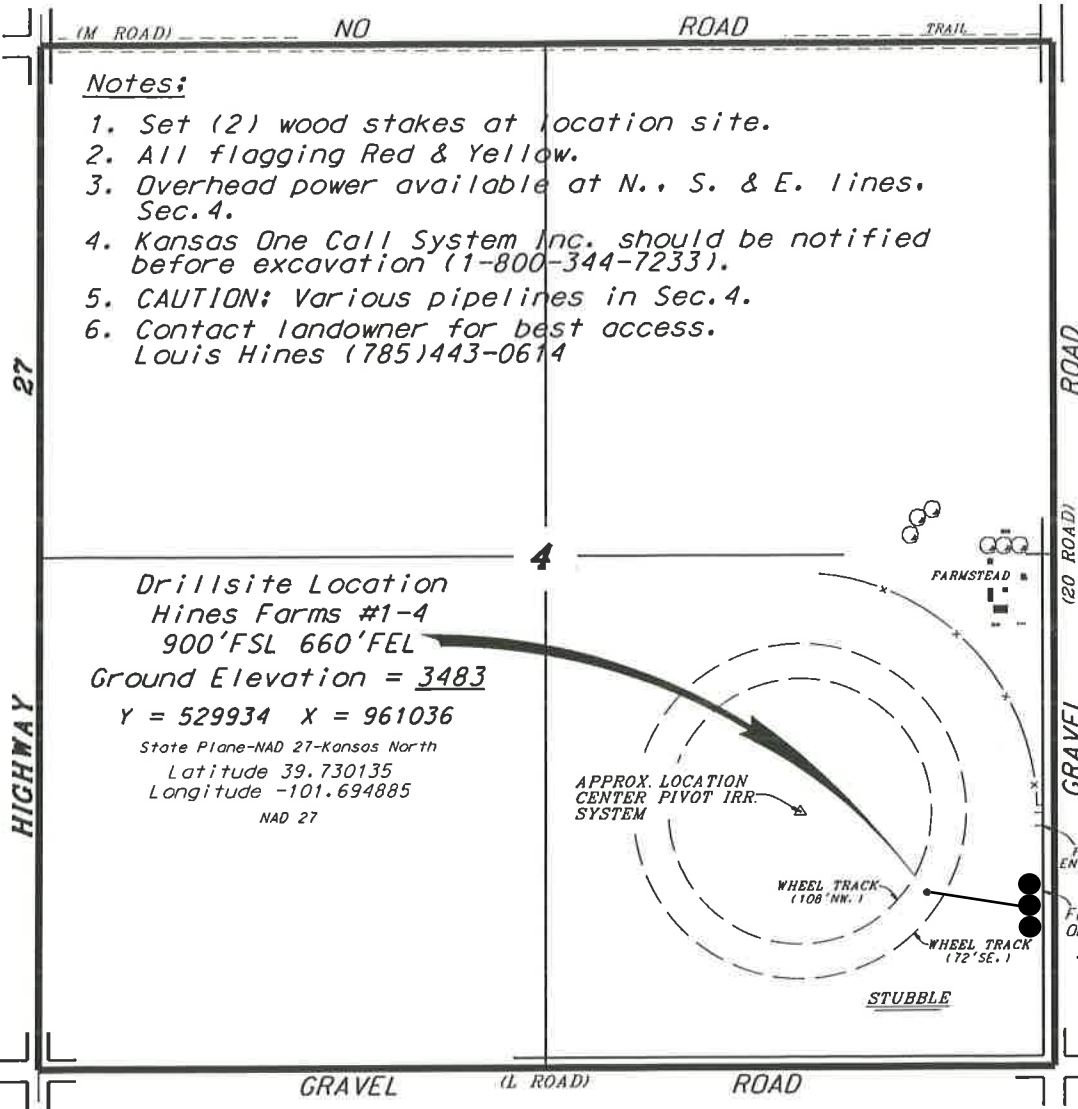 (M ROAD) NO ROAD TRAIL
Notes:
1. Set (2) wood stakes at location site.
2. All flagging Red & Yellow.
3. Overhead power available at N., S. & E. lines,
Sec. 4.
4. Kansas One Call System Inc. should be notified
before excavation (1-800-344-7233).
5. CAUTION: Various pipelines in Sec. 4.
6. Contact landowner for best access.
Louis Hines (785)443-0614
27
HIGHWAY
ROAD
(20 ROAD)
GRAVEL
4
FARMSTEAD
Drillsite Location
Hines Farms #1-4
900'FSL 660'FEL
Ground Elevation = 3483
Y = 529934 X = 961036
State Plane-NAD 27-Kansas North
Latitude 39.730135
Longitude -101.694885
NAD 27
APPROX. LOCATION
CENTER PIVOT IRR.
SYSTEM
WHEEL TRACK
(108'NW.)
WHEEL TRACK
(72'SE.)
STUBBLE
GRAVEL (L ROAD) ROAD